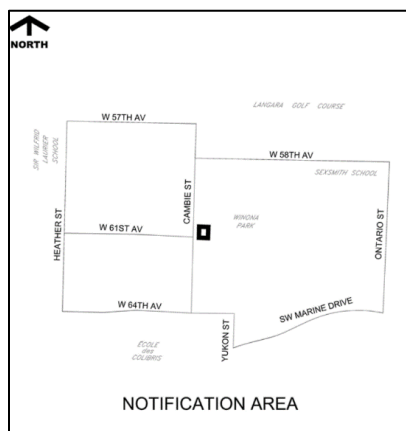 NORTH
LANGARA GOLF COURSE
W 57TH AV
SIR WILFRID
LAURIER
SCHOOL
W 58TH AV
SEXSMITH SCHOOL
CAMBIE ST
WINONA
PARK
HEATHER ST
W 61ST AV
ONTARIO ST
W 64TH AV
SW MARINE DRIVE
YUKON ST
ÉCOLE
des
COLIBRIS
NOTIFICATION AREA